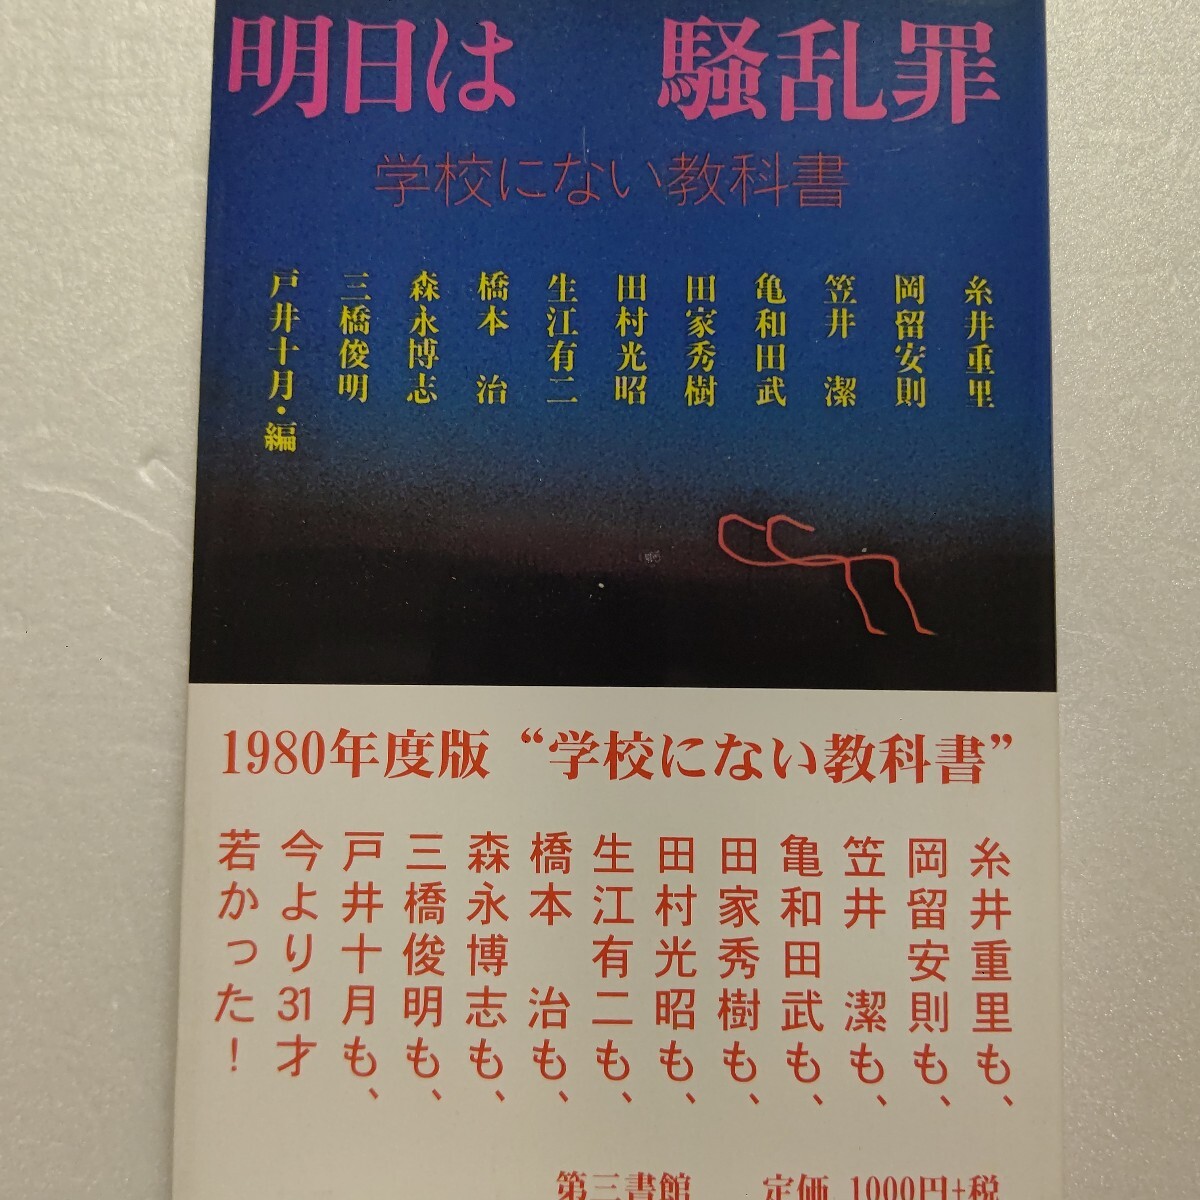 明日は　騒乱罪
学校にない教科書
糸井重里
岡留安則
笠井　潔
亀和田武
田家秀樹
田村光昭
生江有二
橋本　治
森永博志
三橋俊明
戸井十月・編
1980年度版“学校にない教科書”
糸井重里も、
岡留安則も、
笠井　潔も、
亀和田武も、
田家秀樹も、
田村光昭も、
生江有二も、
橋本　治も、
森永博志も、
三橋俊明も、
戸井十月も、
今より31才
若かった！
第三書館　定価 1000円+税